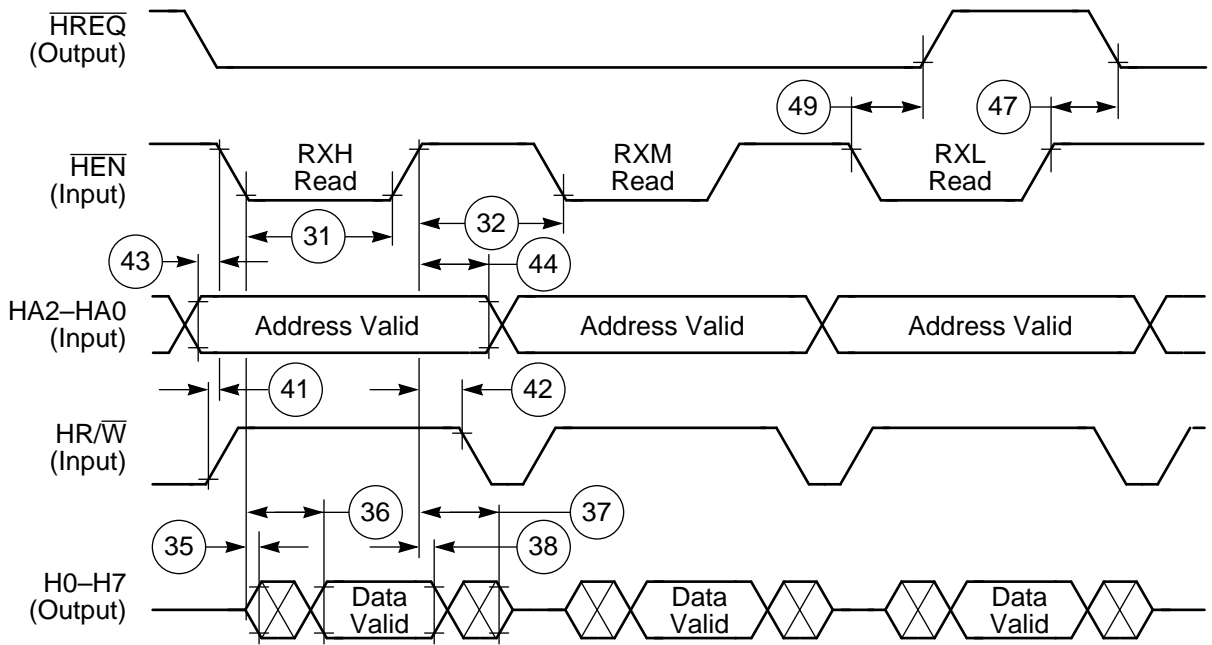 HREQ
(Output)
49
47
HEN
(Input)
RXH
Read
RXM
Read
RXL
Read
31
32
43
44
HA2–HA0
(Input)
Address Valid
Address Valid
Address Valid
41
42
HR/W
(Input)
36
37
35
38
H0–H7
(Output)
Data
Valid
Data
Valid
Data
Valid